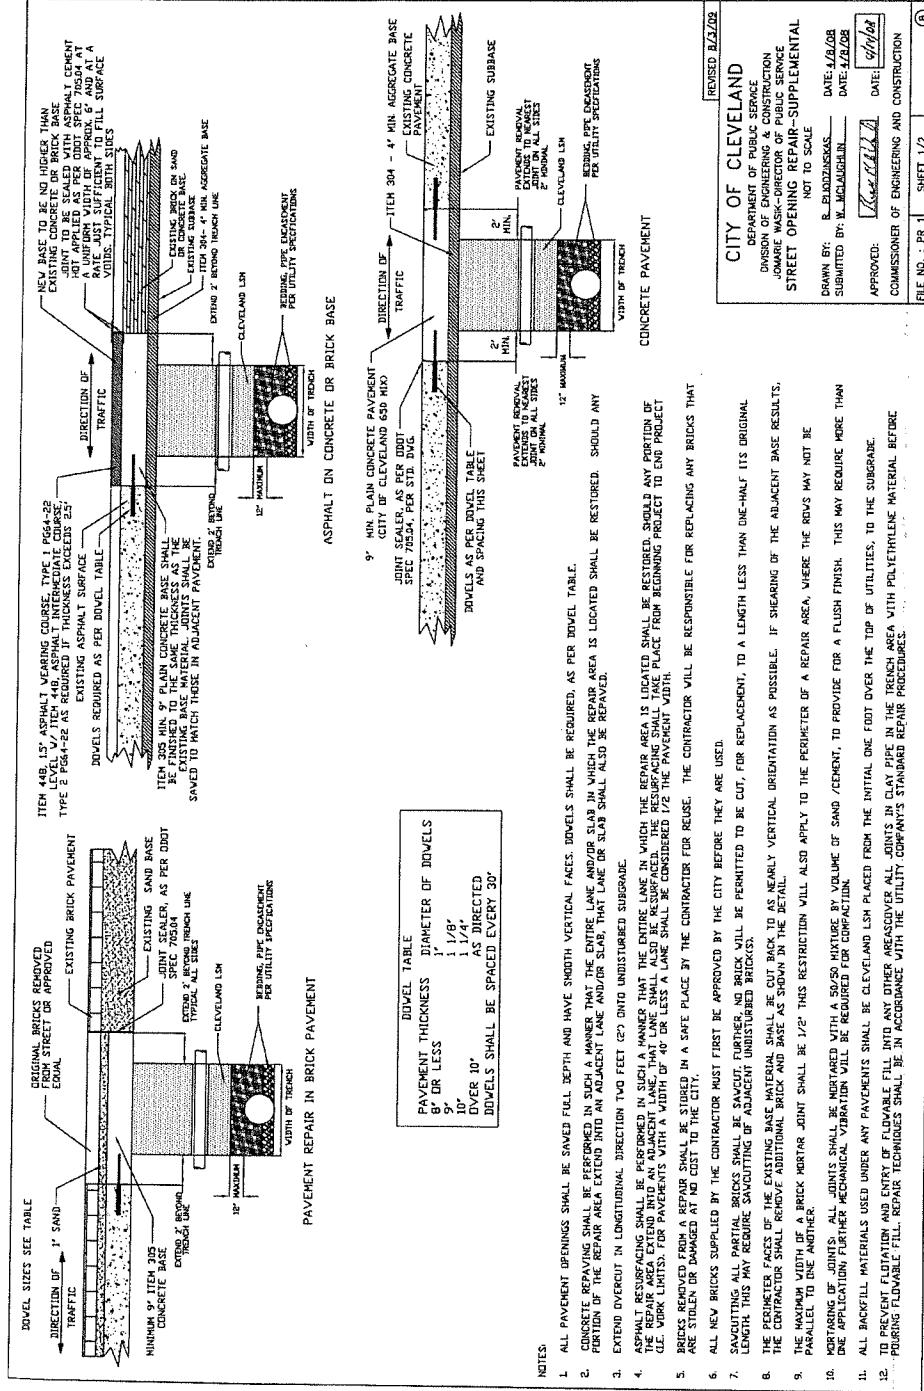 DOWEL SIZES SEE TABLE
DIRECTION OF
TRAFFIC
1" SAND
ORIGINAL BRICKS REMOVED
FROM STREET OR APPROVED
EQUAL
EXISTING BRICK PAVEMENT
EXISTING SAND BASE
JOINT SEALER, AS PER ODOT
SPEC 705.04
EXTEND 2' BEYOND TRENCH LINE
TYPICAL ALL SIDES
CLEVELAND LSM
BEDDING, PIPE ENCASEMENT
PER UTILITY SPECIFICATIONS
WIDTH OF TRENCH
12" MAXIMUM
EXTEND 2' BEYOND
TRENCH LINE
MINIMUM 9" ITEM 305
CONCRETE BASE
PAVEMENT REPAIR IN BRICK PAVEMENT
ITEM 448, 1.5" ASPHALT WEARING COURSE, TYPE 1 PG64-22
LEVEL W/ ITEM 448, ASPHALT INTERMEDIATE COURSE,
TYPE 2 PG64-22 AS REQUIRED IF THICKNESS EXCEEDS 2.5"
EXISTING ASPHALT SURFACE
DOWELS REQUIRED AS PER DOWEL TABLE
ITEM 305 MIN. 9" PLAIN CONCRETE BASE SHALL
BE FINISHED TO THE SAME THICKNESS AS THE
EXISTING BASE MATERIAL. JOINTS SHALL BE
SAWED TO MATCH THOSE IN ADJACENT PAVEMENT.
DIRECTION OF
TRAFFIC
NEW BASE TO BE NO HIGHER THAN
EXISTING CONCRETE OR BRICK BASE
JOINT TO BE SEALED WITH ASPHALT CEMENT
HOT APPLIED AS PER ODOT SPEC 705.04 AT
A UNIFORM WIDTH OF APPROX. 6" AND AT A
RATE JUST SUFFICIENT TO FILL SURFACE
VOIDS. TYPICAL BOTH SIDES
EXISTING BRICK ON SAND
OR CONCRETE BASE
EXISTING SUBBASE
ITEM 304- 4" MIN. AGGREGATE BASE
EXTEND 2' BEYOND TRENCH LINE
CLEVELAND LSM
BEDDING, PIPE ENCASEMENT
PER UTILITY SPECIFICATIONS
WIDTH OF TRENCH
12" MAXIMUM
EXTEND 2' BEYOND
TRENCH LINE
ASPHALT ON CONCRETE OR BRICK BASE
DOWEL TABLE
PAVEMENT THICKNESS DIAMETER OF DOWELS
8" OR LESS 1"
9" 1 1/8"
10" 1 1/4"
OVER 10" AS DIRECTED
DOWELS SHALL BE SPACED EVERY 30"
9" MIN. PLAIN CONCRETE PAVEMENT
(CITY OF CLEVELAND 650 MIX)
JOINT SEALER, AS PER ODOT
SPEC 705.04, PER STD. DWG.
DOWELS AS PER DOWEL TABLE
AND SPACING THIS SHEET
DIRECTION OF
TRAFFIC
ITEM 304 - 4" MIN. AGGREGATE BASE
EXISTING CONCRETE
PAVEMENT
EXISTING SUBBASE
2' MIN.
2' MIN.
PAVEMENT REMOVAL
EXTENDS TO NEAREST
JOINT ON ALL SIDES
2' MINIMAL
PAVEMENT REMOVAL
EXTENDS TO NEAREST
JOINT ON ALL SIDES
2' MINIMAL
CLEVELAND LSM
BEDDING, PIPE ENCASEMENT
PER UTILITY SPECIFICATIONS
12" MAXIMUM
WIDTH OF TRENCH
CONCRETE PAVEMENT
NOTES:
1. ALL PAVEMENT OPENINGS SHALL BE SAWED FULL DEPTH AND HAVE SMOOTH VERTICAL FACES. DOWELS SHALL BE REQUIRED, AS PER DOWEL TABLE.
2. CONCRETE REPAVING SHALL BE PERFORMED IN SUCH A MANNER THAT THE ENTIRE LANE AND/OR SLAB IN WHICH THE REPAIR AREA IS LOCATED SHALL BE RESTORED. SHOULD ANY
PORTION OF THE REPAIR AREA EXTEND INTO AN ADJACENT LANE AND/OR SLAB, THAT LANE OR SLAB SHALL ALSO BE REPAVED.
3. EXTEND OVERCUT IN LONGITUDINAL DIRECTION TWO FEET (2') ONTO UNDISTURBED SUBGRADE.
4. ASPHALT RESURFACING SHALL BE PERFORMED IN SUCH A MANNER THAT THE ENTIRE LANE IN WHICH THE REPAIR AREA IS LOCATED SHALL BE RESTORED. SHOULD ANY PORTION OF
THE REPAIR AREA EXTEND INTO AN ADJACENT LANE, THAT LANE SHALL ALSO BE RESURFACED. THE RESURFACING SHALL TAKE PLACE FROM BEGINNING PROJECT TO END PROJECT
(I.E. WORK LIMITS). FOR PAVEMENTS WITH A WIDTH OF 40' OR LESS A LANE SHALL BE CONSIDERED 1/2 THE PAVEMENT WIDTH.
5. BRICKS REMOVED FROM A REPAIR SHALL BE STORED IN A SAFE PLACE BY THE CONTRACTOR FOR REUSE. THE CONTRACTOR WILL BE RESPONSIBLE FOR REPLACING ANY BRICKS THAT
ARE STOLEN OR DAMAGED AT NO COST TO THE CITY.
6. ALL NEW BRICKS SUPPLIED BY THE CONTRACTOR MUST FIRST BE APPROVED BY THE CITY BEFORE THEY ARE USED.
7. SAWCUTTING ALL PARTIAL BRICKS SHALL BE SAWCUT. FURTHER, NO BRICK WILL BE PERMITTED TO BE CUT, FOR REPLACEMENT, TO A LENGTH LESS THAN ONE-HALF ITS ORIGINAL
LENGTH. THIS MAY REQUIRE SAWCUTTING OF ADJACENT UNDISTURBED BRICK(S).
8. THE PERIMETER FACES OF THE EXISTING BASE MATERIAL SHALL BE CUT BACK TO AS NEARLY VERTICAL ORIENTATION AS POSSIBLE. IF SHEARING OF THE ADJACENT BASE RESULTS,
THE CONTRACTOR SHALL REMOVE ADDITIONAL BRICK AND BASE AS SHOWN IN THE DETAIL.
9. THE MAXIMUM WIDTH OF A BRICK MORTAR JOINT SHALL BE 1/2" THIS RESTRICTION WILL ALSO APPLY TO THE PERIMETER OF A REPAIR AREA, WHERE THE ROWS MAY NOT BE
PARALLEL TO ONE ANOTHER.
10. MORTARING OF JOINTS: ALL JOINTS SHALL BE MORTARED WITH A 50/50 MIXTURE BY VOLUME OF SAND /CEMENT, TO PROVIDE FOR A FLUSH FINISH. THIS MAY REQUIRE MORE THAN
ONE APPLICATION; FURTHER MECHANICAL VIBRATION WILL BE REQUIRED FOR COMPACTION.
11. ALL BACKFILL MATERIALS USED UNDER ANY PAVEMENTS SHALL BE CLEVELAND LSM PLACED FROM THE INITIAL ONE FOOT OVER THE TOP OF UTILITIES, TO THE SUBGRADE.
12. TO PREVENT FLOTATION AND ENTRY OF FLOWABLE FILL INTO ANY OTHER AREAS,COVER ALL JOINTS IN CLAY PIPE IN THE TRENCH AREA WITH POLYETHYLENE MATERIAL BEFORE
POURING FLOWABLE FILL. REPAIR TECHNIQUES SHALL BE IN ACCORDANCE WITH THE UTILITY COMPANY'S STANDARD REPAIR PROCEDURES.
REVISED 8/3/09
CITY OF CLEVELAND
DEPARTMENT OF PUBLIC SERVICE
DIVISION OF ENGINEERING & CONSTRUCTION
JOMARIE WASIK-DIRECTOR OF PUBLIC SERVICE
STREET OPENING REPAIR-SUPPLEMENTAL
NOT TO SCALE
DRAWN BY: R. PLIODZINSKAS DATE: 4/8/08
SUBMITTED BY: W. MCLAUGHLIN DATE: 4/8/08
APPROVED: DATE:
COMMISSIONER OF ENGINEERING AND CONSTRUCTION
FILE NO.: PR 1 SHEET 1/2